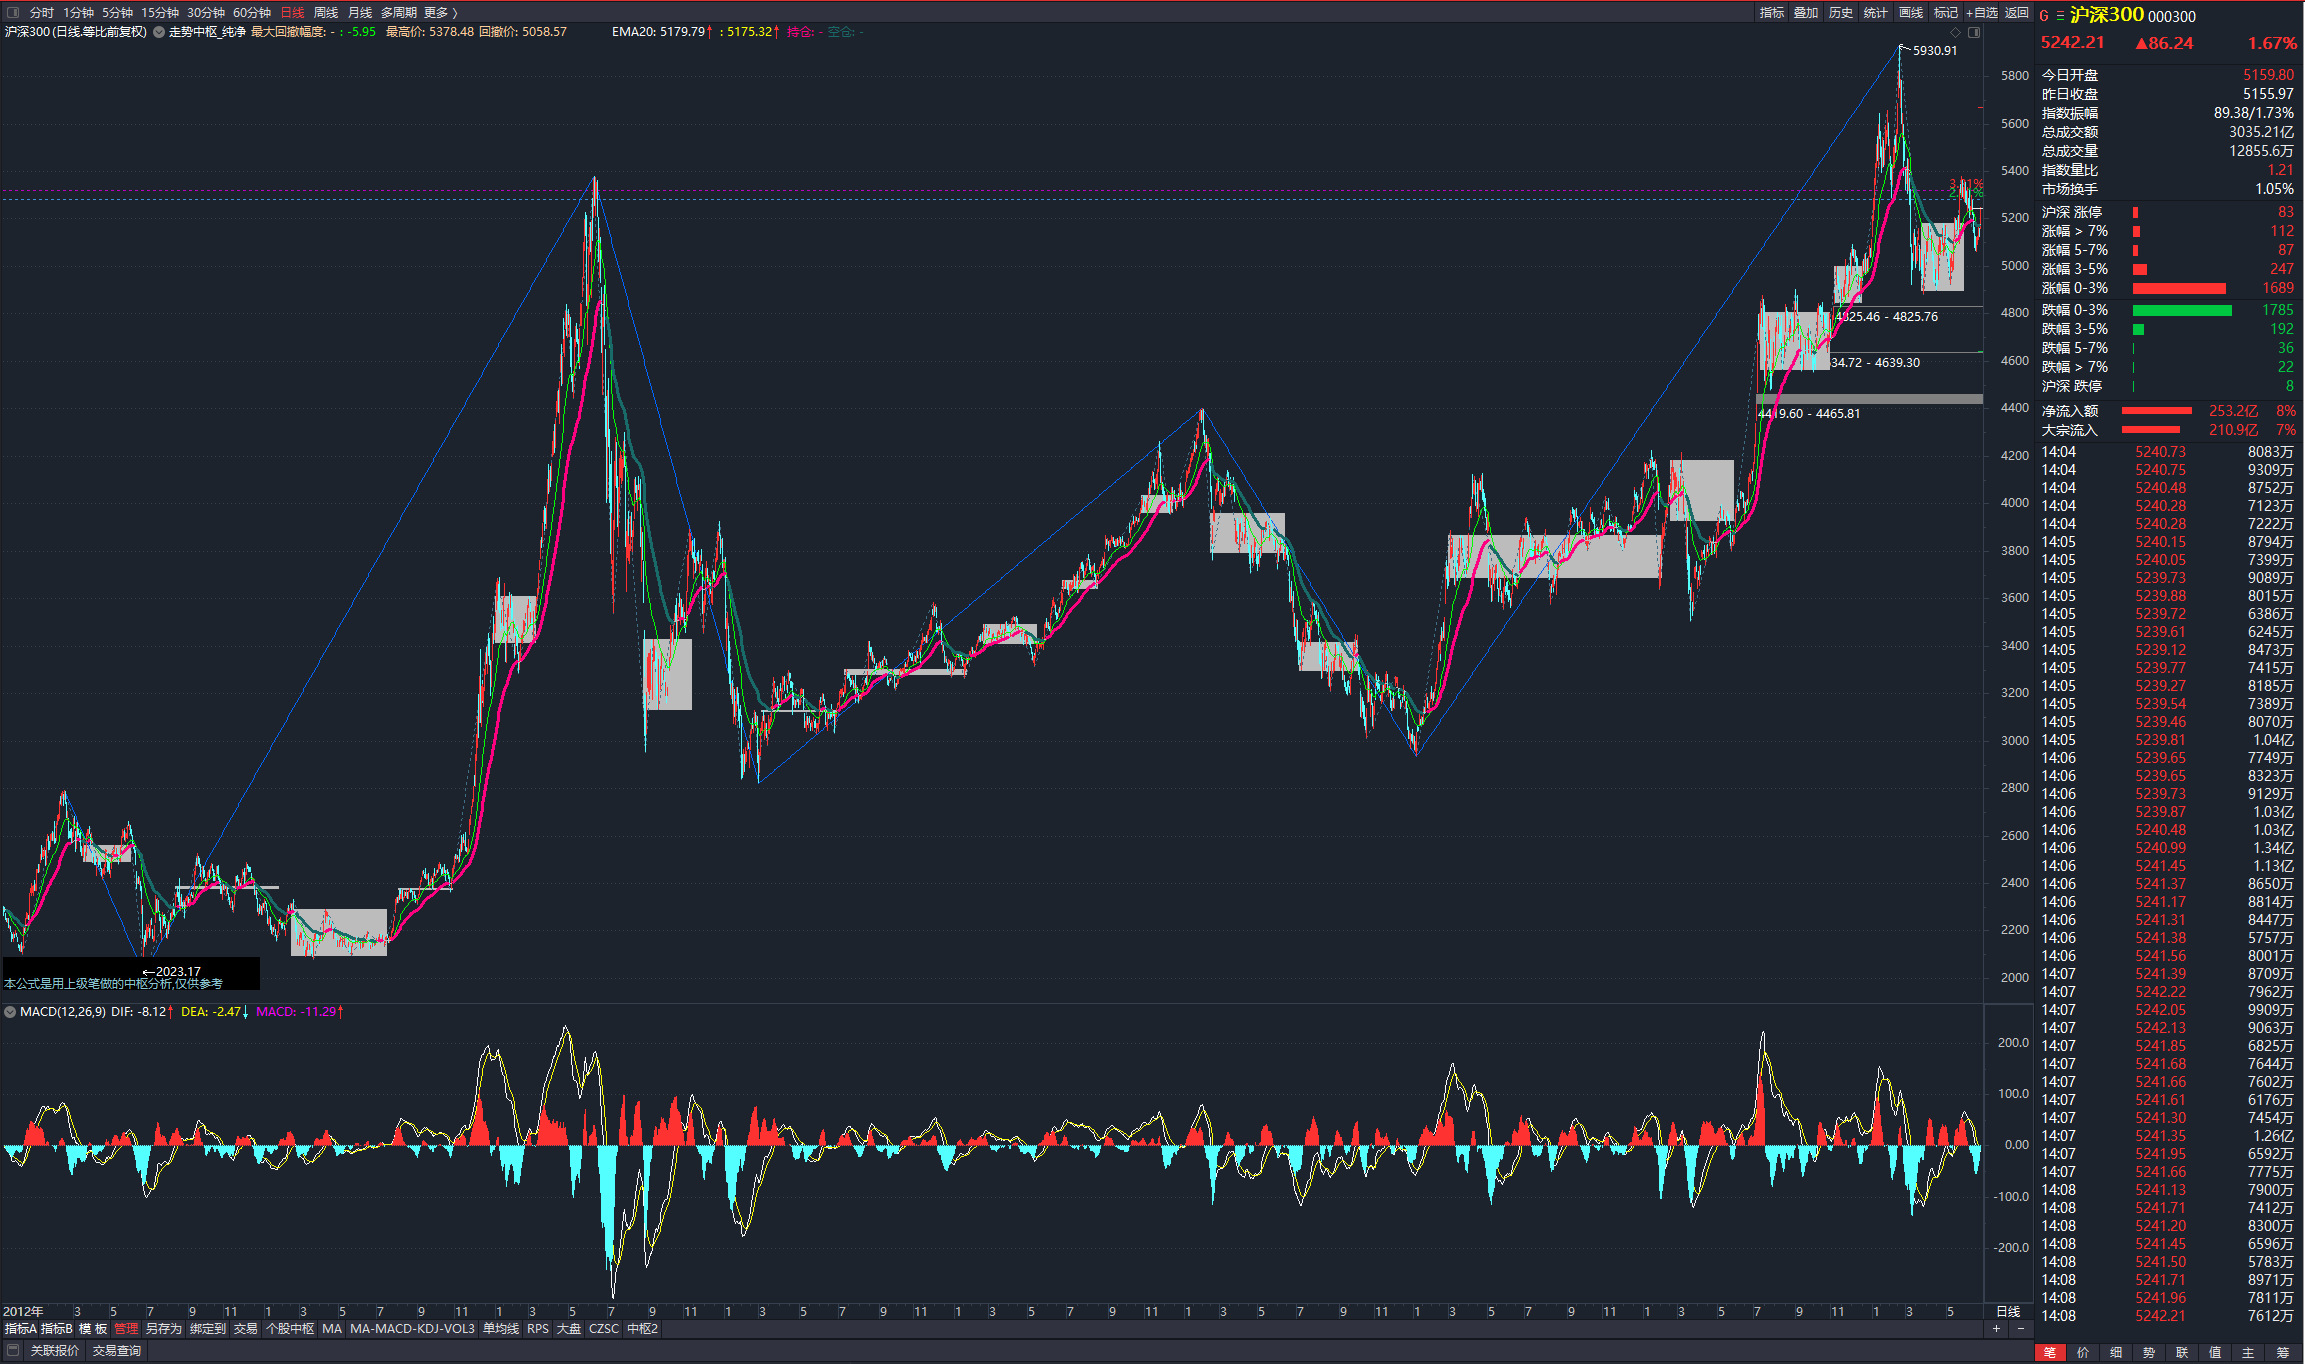 分时 1分钟 5分钟 15分钟 30分钟 60分钟 日线 周线 月线 多周期 更多 〉
指标 叠加 历史 统计 画线 标记 +自选 返回
沪深300 (日线.等比前复权) 走势中枢_纯净 最大回撤幅度: - : -5.95 最高价: 5378.48 回撤价: 5058.57 EMA20: 5179.79↑ : 5175.32↑ 持仓: - 空仓: -
5930.91
5800
5600
5400
5200
5000
4800
4600
4400
4200
4000
3800
3600
3400
3200
3000
2800
2600
2400
2200
2000
4825.46 - 4825.76
34.72 - 4639.30
4419.60 - 4465.81
←2023.17
本公式是用上级笔做的中枢分析,仅供参考
MACD(12,26,9) DIF: -8.12↑ DEA: -2.47↓ MACD: -11.29↑
200.0
100.0
0.00
-100.0
-200.0
2012年 3 5 7 9 11 1 3 5 7 9 11 1 3 5 7 9 11 1 3 5 7 9 11 1 3 5 7 9 11 1 3 5 7 9 11 1 3 5 7 9 11 1 3 5 7 9 11 1 3 5 日线
指标A 指标B 模 板 管理 另存为 绑定到 交易 个股中枢 MA MA-MACD-KDJ-VOL3 单均线 RPS 大盘 CZSC 中枢2 + −
关联报价 交易查询
G 沪深300 000300
5242.21 ▲86.24 1.67%
今日开盘 5159.80
昨日收盘 5155.97
指数振幅 89.38/1.73%
总成交额 3035.21亿
总成交量 12855.6万
指数量比 1.21
市场换手 1.05%
沪深 涨停 83
涨幅 > 7% 112
涨幅 5-7% 87
涨幅 3-5% 247
涨幅 0-3% 1689
跌幅 0-3% 1785
跌幅 3-5% 192
跌幅 5-7% 36
跌幅 > 7% 22
沪深 跌停 8
净流入额 253.2亿 8%
大宗流入 210.9亿 7%
14:04 5240.73 8083万
14:04 5240.75 9309万
14:04 5240.48 8752万
14:04 5240.28 7123万
14:04 5240.28 7222万
14:05 5240.15 8794万
14:05 5240.05 7399万
14:05 5239.73 9089万
14:05 5239.88 8015万
14:05 5239.72 6386万
14:05 5239.61 6245万
14:05 5239.12 8473万
14:05 5239.77 7415万
14:05 5239.27 8185万
14:05 5239.54 7389万
14:05 5239.46 8070万
14:05 5239.81 1.04亿
14:06 5239.65 7749万
14:06 5239.65 8323万
14:06 5239.73 9129万
14:06 5239.87 1.03亿
14:06 5240.48 1.03亿
14:06 5240.99 1.34亿
14:06 5241.45 1.13亿
14:06 5241.37 8650万
14:06 5241.17 8814万
14:06 5241.31 8447万
14:06 5241.38 5757万
14:06 5241.56 8001万
14:07 5241.39 8709万
14:07 5242.22 7962万
14:07 5242.05 9909万
14:07 5242.13 9063万
14:07 5241.85 6825万
14:07 5241.68 7644万
14:07 5241.66 7602万
14:07 5241.61 6176万
14:07 5241.30 7454万
14:07 5241.35 1.26亿
14:07 5241.95 6592万
14:07 5241.66 7775万
14:08 5241.13 7900万
14:08 5241.71 7412万
14:08 5241.20 8300万
14:08 5241.45 6596万
14:08 5241.50 5783万
14:08 5241.71 8971万
14:08 5241.96 7811万
14:08 5242.21 7612万
笔 价 细 势 联 值 主 筹